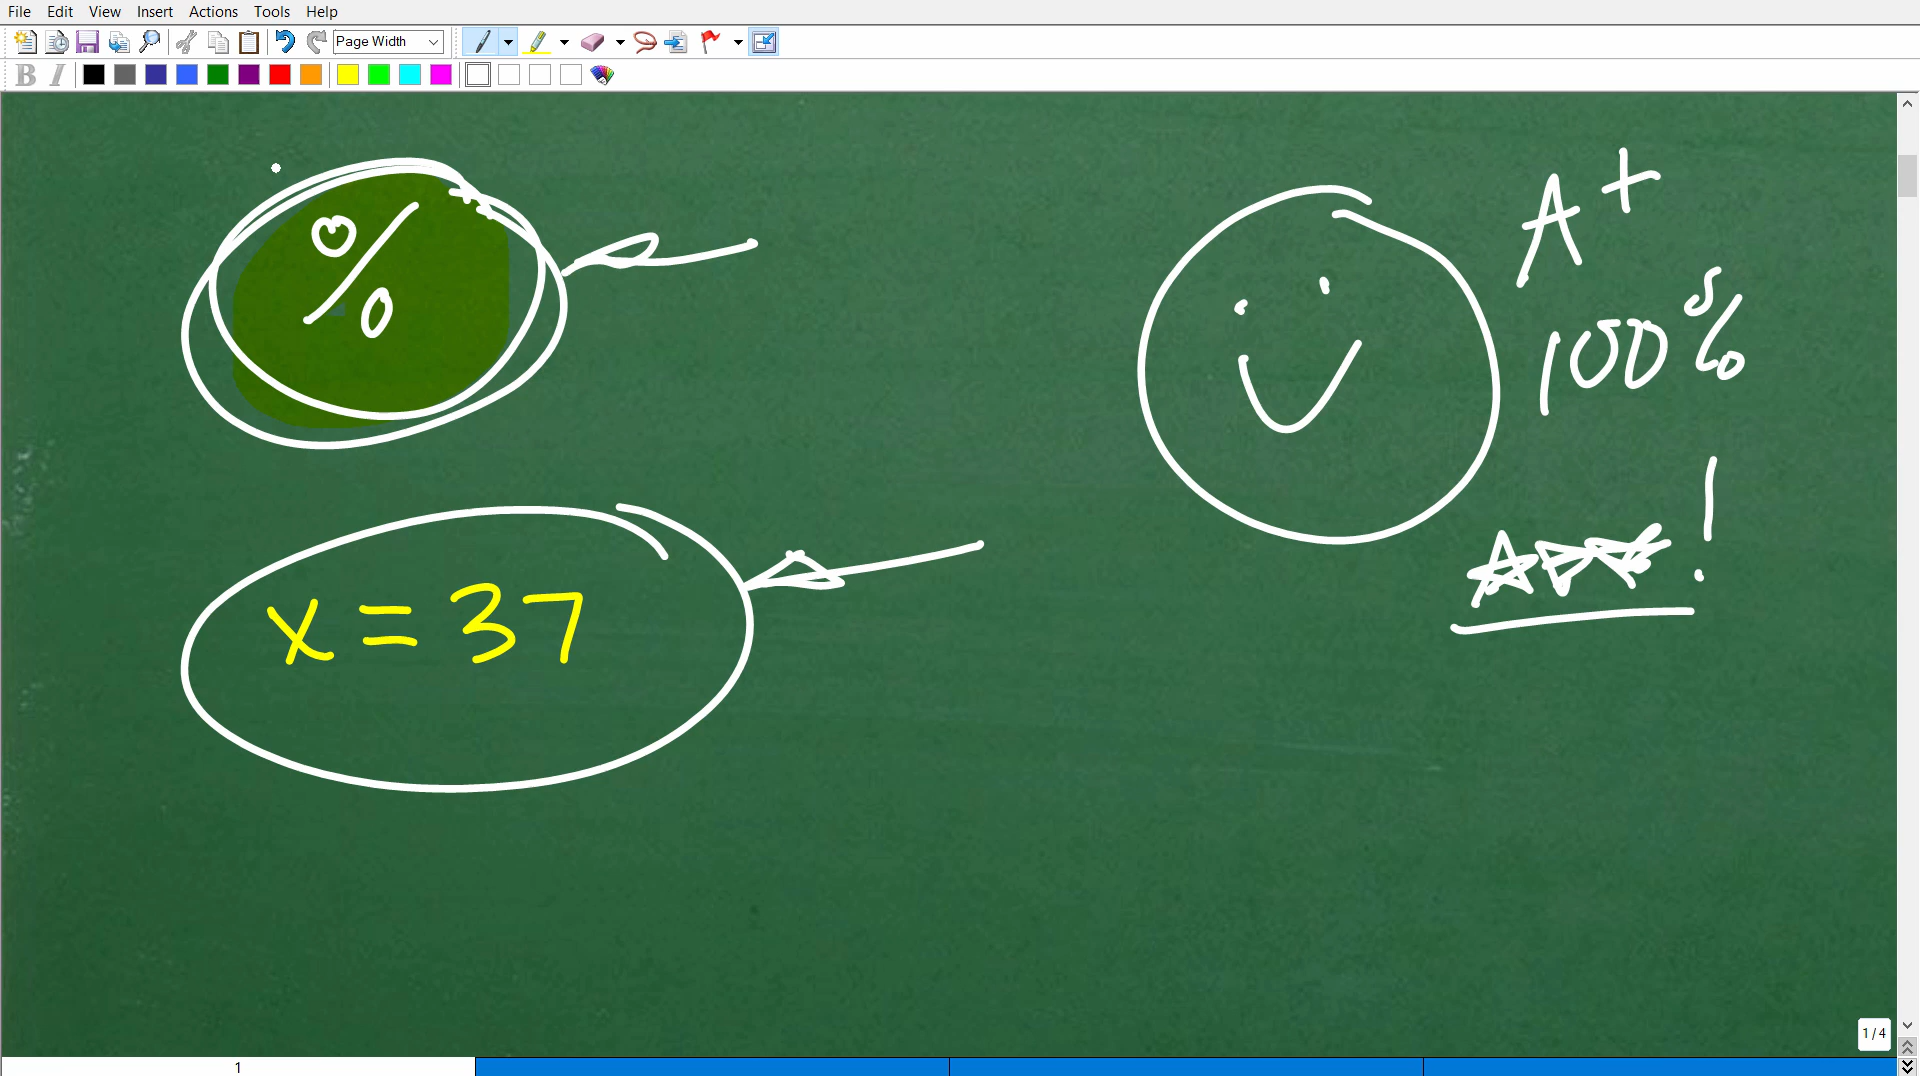 File Edit View Insert Actions Tools Help
Page Width
B I
%
A+
100%
!
x = 37
1 / 4
1